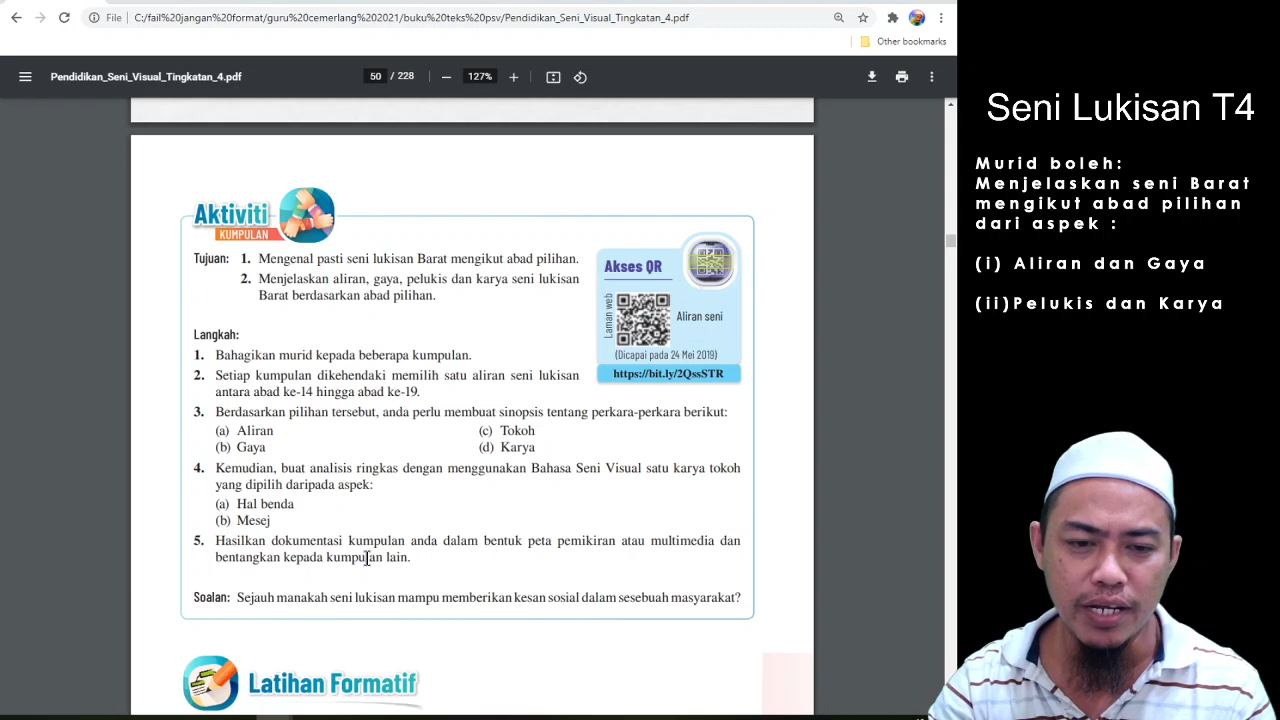 C:/fail%20jangan%20format/guru%20cemerlang%202021/buku%20teks%20psv/Pendidikan_Seni_Visual_Tingkatan_4.pdf
File
Other bookmarks
Pendidikan_Seni_Visual_Tingkatan_4.pdf
50 / 228
127%
Aktiviti
KUMPULAN
Tujuan: 1. Mengenal pasti seni lukisan Barat mengikut abad pilihan.
2. Menjelaskan aliran, gaya, pelukis dan karya seni lukisan
Barat berdasarkan abad pilihan.
Akses QR
Laman web
Aliran seni
(Dicapai pada 24 Mei 2019)
https://bit.ly/2QssSTR
Langkah:
1. Bahagikan murid kepada beberapa kumpulan.
2. Setiap kumpulan dikehendaki memilih satu aliran seni lukisan
antara abad ke-14 hingga abad ke-19.
3. Berdasarkan pilihan tersebut, anda perlu membuat sinopsis tentang perkara-perkara berikut:
(a) Aliran (c) Tokoh
(b) Gaya (d) Karya
4. Kemudian, buat analisis ringkas dengan menggunakan Bahasa Seni Visual satu karya tokoh
yang dipilih daripada aspek:
(a) Hal benda
(b) Mesej
5. Hasilkan dokumentasi kumpulan anda dalam bentuk peta pemikiran atau multimedia dan
bentangkan kepada kumpulan lain.
Soalan: Sejauh manakah seni lukisan mampu memberikan kesan sosial dalam sesebuah masyarakat?
Latihan Formatif
Seni Lukisan T4
Murid boleh:
Menjelaskan seni Barat
mengikut abad pilihan
dari aspek :
(i) Aliran dan Gaya
(ii)Pelukis dan Karya